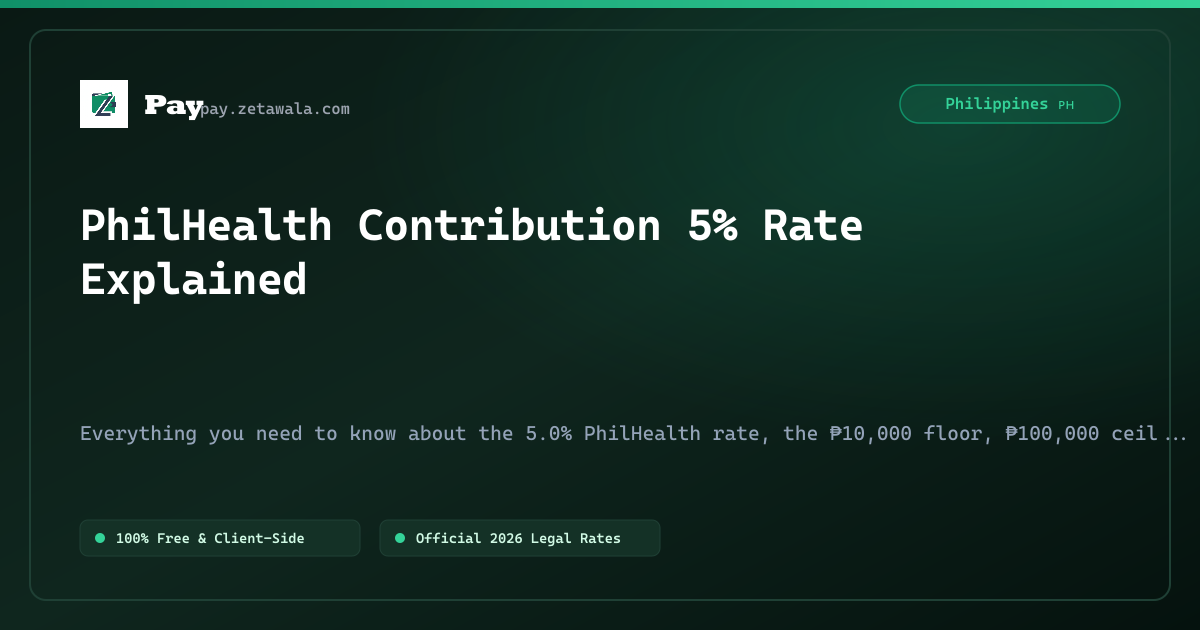 Pay pay.zetawala.com
Philippines PH
PhilHealth Contribution 5% Rate
Explained
Everything you need to know about the 5.0% PhilHealth rate, the ₱10,000 floor, ₱100,000 ceil...
100% Free & Client-Side
Official 2026 Legal Rates